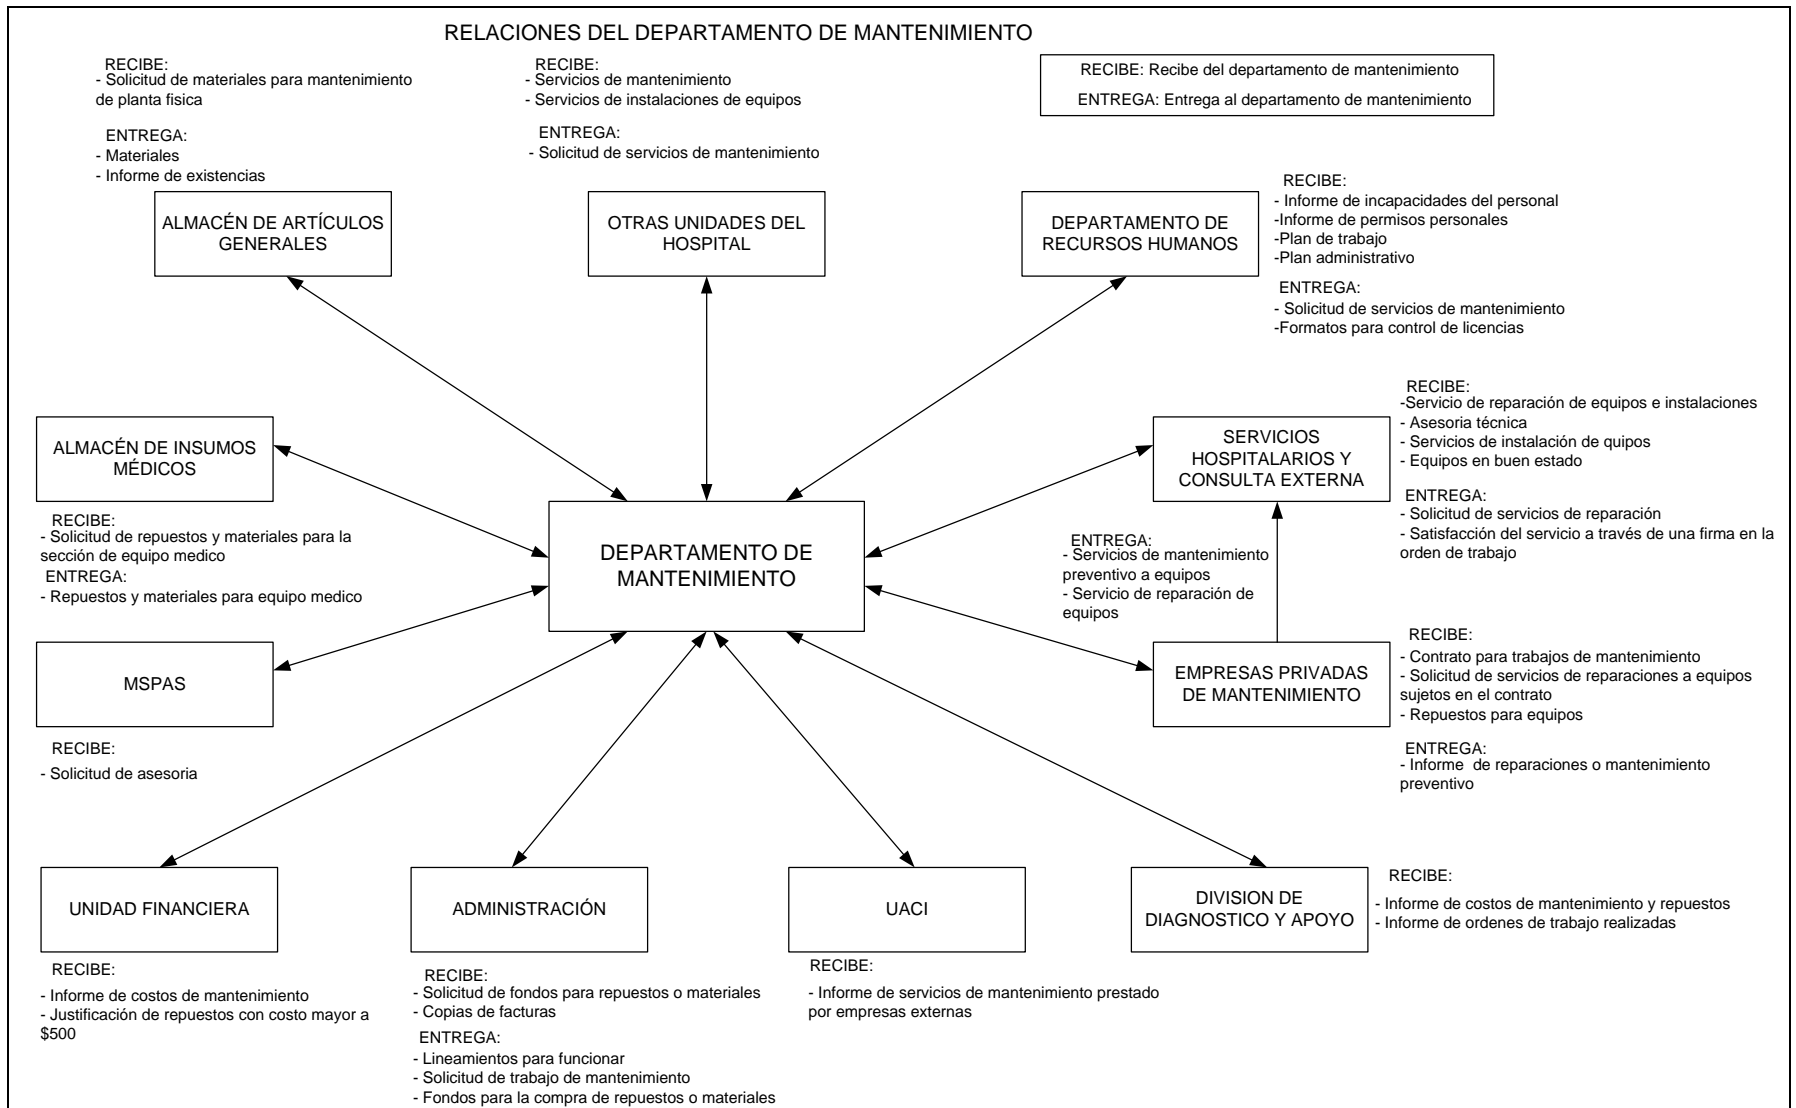 RELACIONES DEL DEPARTAMENTO DE MANTENIMIENTO
RECIBE:
- Solicitud de materiales para mantenimiento
de planta fisica
ENTREGA:
- Materiales
- Informe de existencias
ALMACÉN DE ARTÍCULOS
GENERALES
RECIBE:
- Servicios de mantenimiento
- Servicios de instalaciones de equipos
ENTREGA:
- Solicitud de servicios de mantenimiento
OTRAS UNIDADES DEL
HOSPITAL
RECIBE: Recibe del departamento de mantenimiento
ENTREGA: Entrega al departamento de mantenimiento
DEPARTAMENTO DE
RECURSOS HUMANOS
RECIBE:
- Informe de incapacidades del personal
-Informe de permisos personales
-Plan de trabajo
-Plan administrativo
ENTREGA:
- Solicitud de servicios de mantenimiento
-Formatos para control de licencias
ALMACÉN DE INSUMOS
MÉDICOS
RECIBE:
- Solicitud de repuestos y materiales para la
sección de equipo medico
ENTREGA:
- Repuestos y materiales para equipo medico
DEPARTAMENTO DE
MANTENIMIENTO
SERVICIOS
HOSPITALARIOS Y
CONSULTA EXTERNA
RECIBE:
-Servicio de reparación de equipos e instalaciones
- Asesoria técnica
- Servicios de instalación de quipos
- Equipos en buen estado
ENTREGA:
- Solicitud de servicios de reparación
- Satisfacción del servicio a través de una firma en la
orden de trabajo
ENTREGA:
- Servicios de mantenimiento
preventivo a equipos
- Servicio de reparación de
equipos
MSPAS
RECIBE:
- Solicitud de asesoria
EMPRESAS PRIVADAS
DE MANTENIMIENTO
RECIBE:
- Contrato para trabajos de mantenimiento
- Solicitud de servicios de reparaciones a equipos
sujetos en el contrato
- Repuestos para equipos
ENTREGA:
- Informe de reparaciones o mantenimiento
preventivo
UNIDAD FINANCIERA
RECIBE:
- Informe de costos de mantenimiento
- Justificación de repuestos con costo mayor a
$500
ADMINISTRACIÓN
RECIBE:
- Solicitud de fondos para repuestos o materiales
- Copias de facturas
ENTREGA:
- Lineamientos para funcionar
- Solicitud de trabajo de mantenimiento
- Fondos para la compra de repuestos o materiales
UACI
RECIBE:
- Informe de servicios de mantenimiento prestado
por empresas externas
DIVISION DE
DIAGNOSTICO Y APOYO
RECIBE:
- Informe de costos de mantenimiento y repuestos
- Informe de ordenes de trabajo realizadas